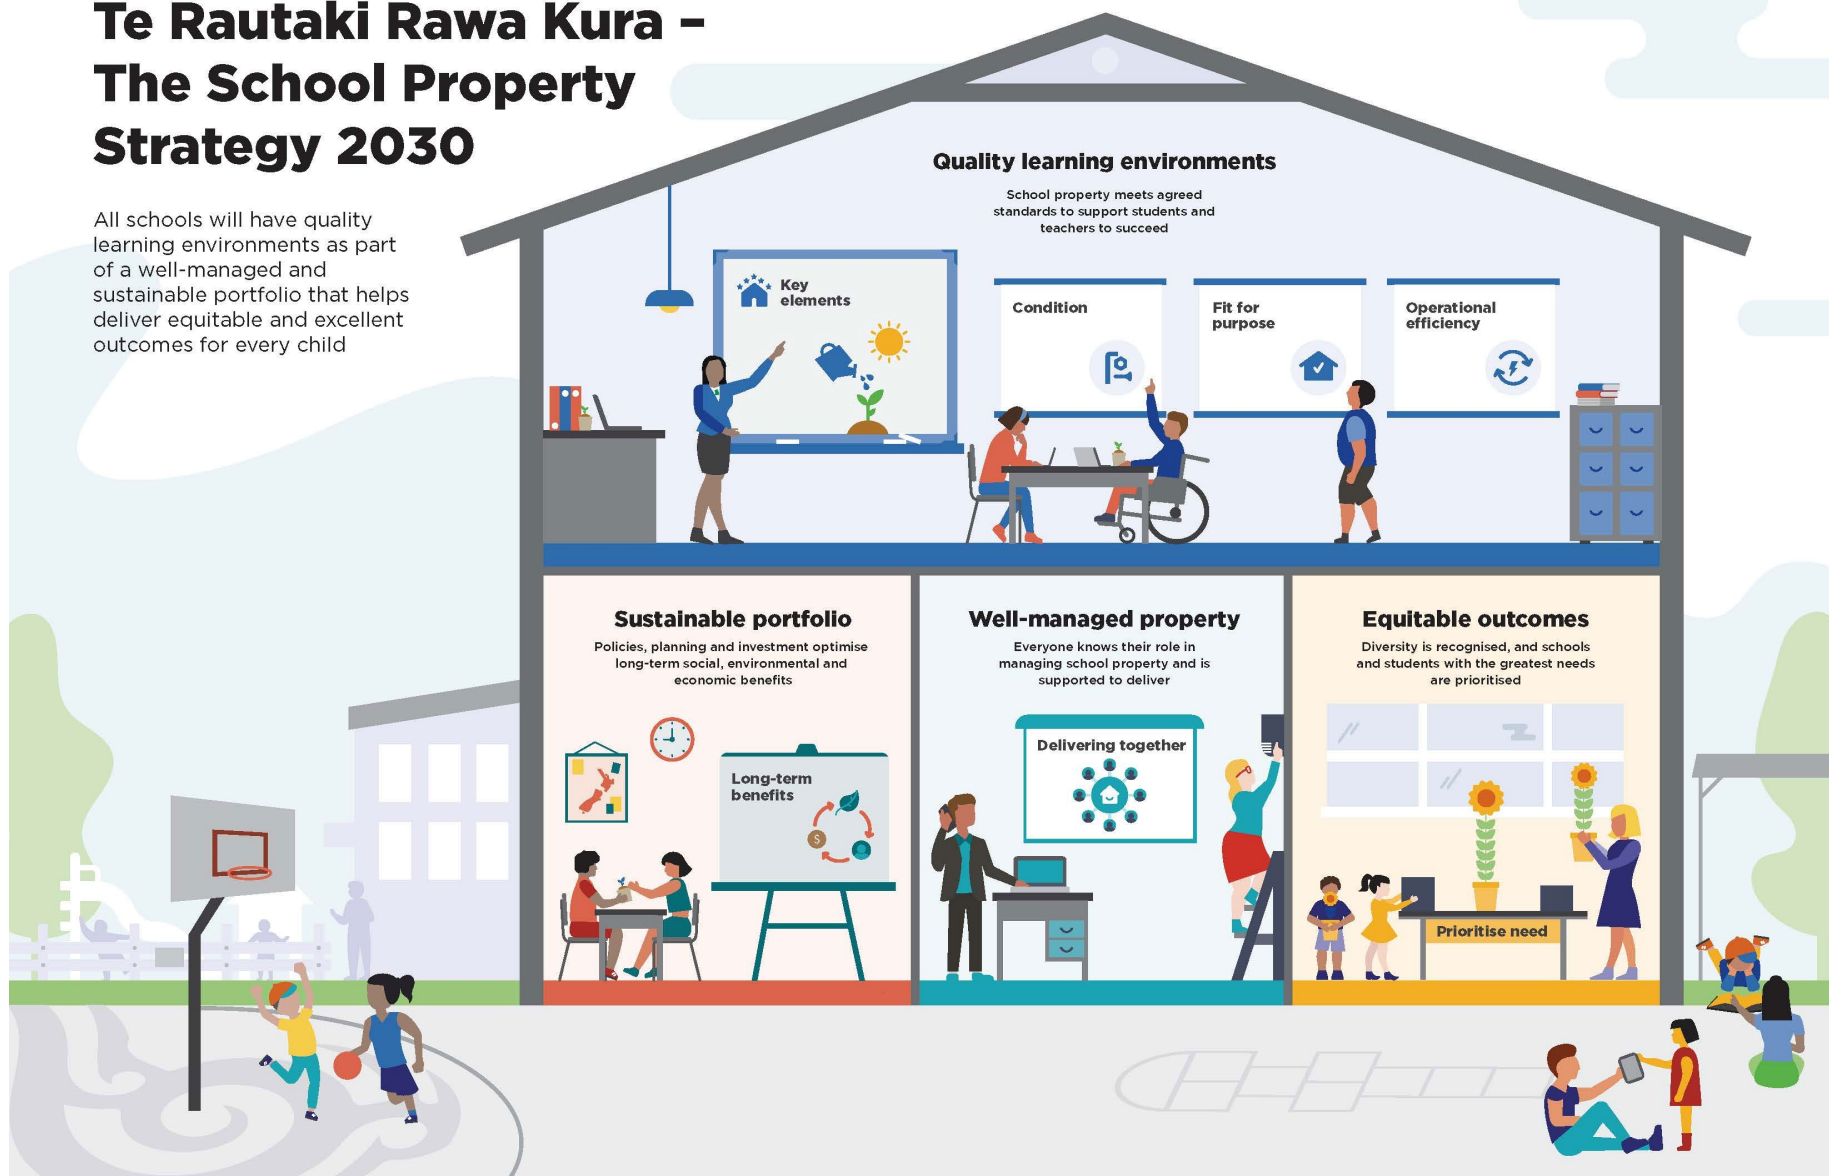 Te Rautaki Rawa Kura –
The School Property
Strategy 2030
All schools will have quality
learning environments as part
of a well-managed and
sustainable portfolio that helps
deliver equitable and excellent
outcomes for every child
Quality learning environments
School property meets agreed
standards to support students and
teachers to succeed
Key
elements
Condition
Fit for
purpose
Operational
efficiency
Sustainable portfolio
Policies, planning and investment optimise
long-term social, environmental and
economic benefits
Long-term
benefits
$
Well-managed property
Everyone knows their role in
managing school property and is
supported to deliver
Delivering together
Equitable outcomes
Diversity is recognised, and schools
and students with the greatest needs
are prioritised
Prioritise need